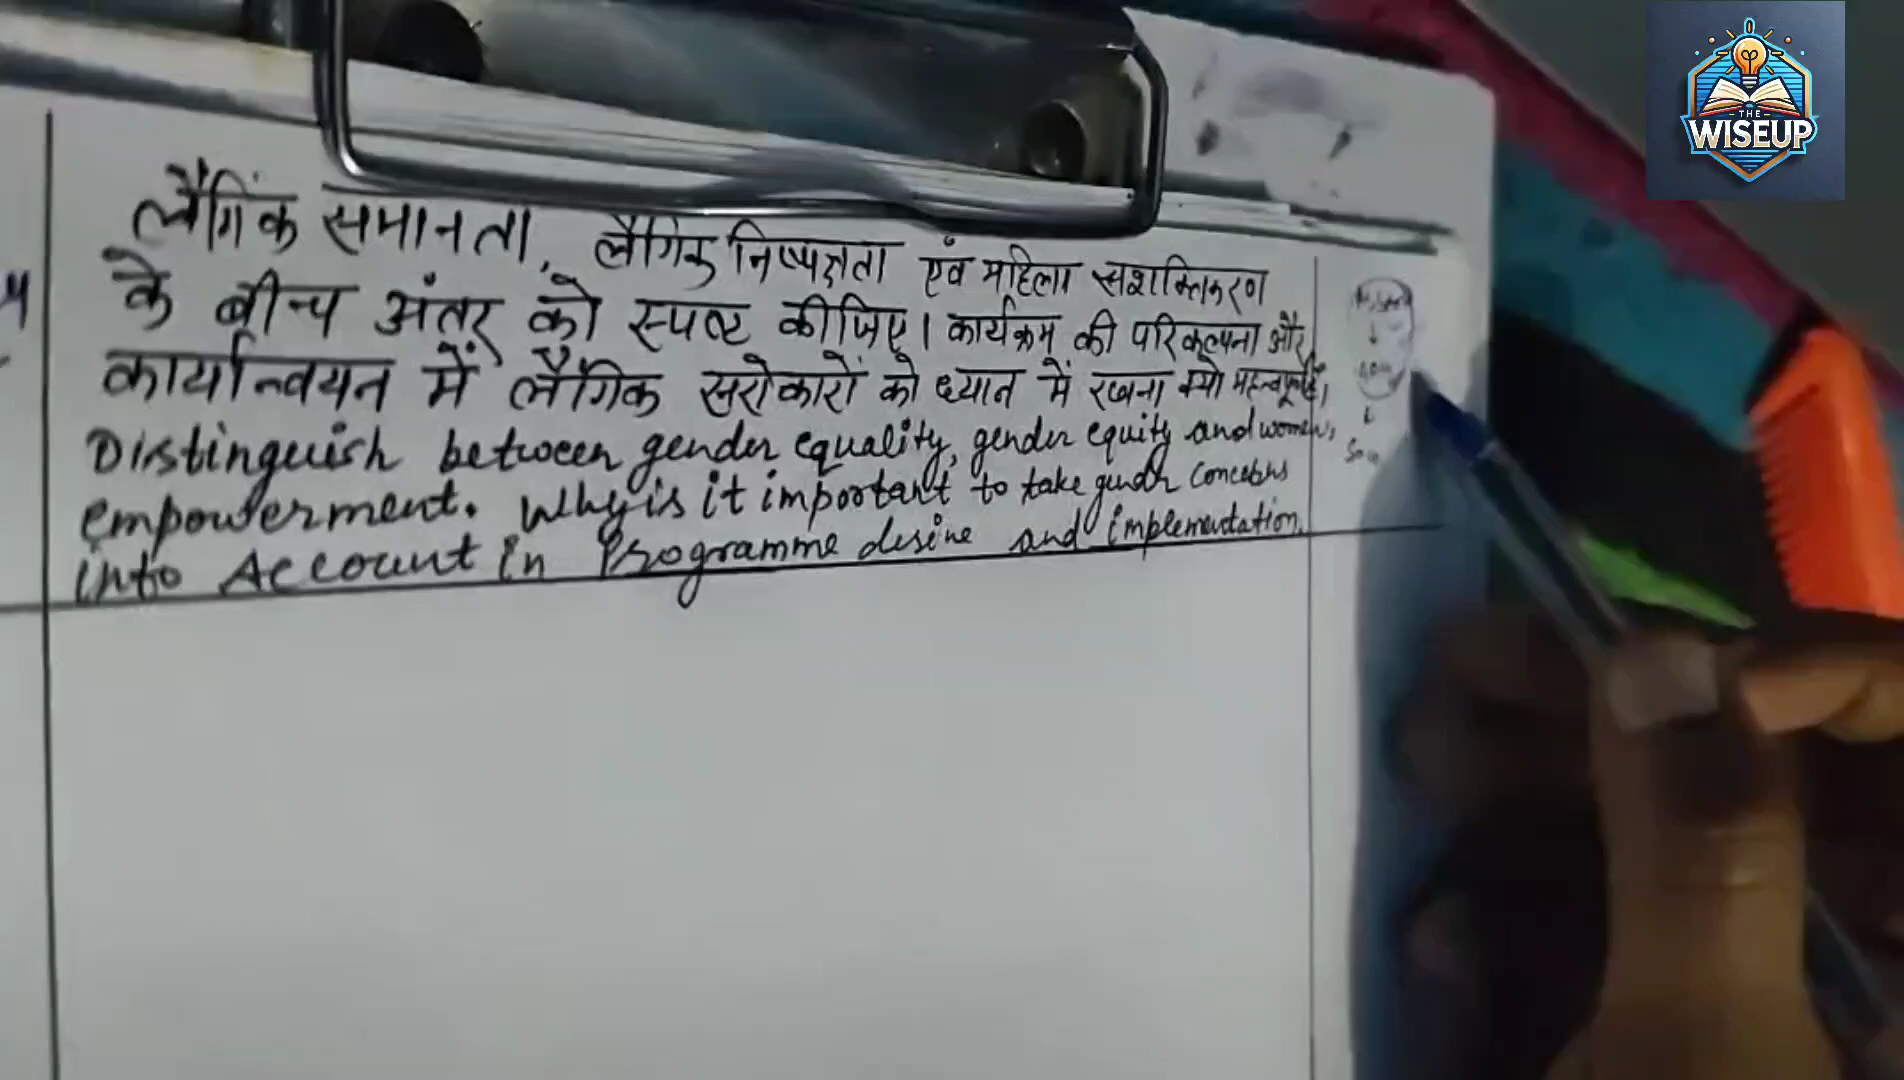 लैंगिक समानता, लैंगिक निष्पक्षता एवं महिला सशक्तिकरण
के बीच अंतर को स्पष्ट कीजिए। कार्यक्रम की परिकल्पना और
कार्यान्वयन में लैंगिक सरोकारों को ध्यान में रखना क्यों महत्वपूर्ण है।
Distinguish between gender equality, gender equity and women's
empowerment. Why is it important to take gender concerns
into Account in Programme desine and implementation.
THE
WISEUP